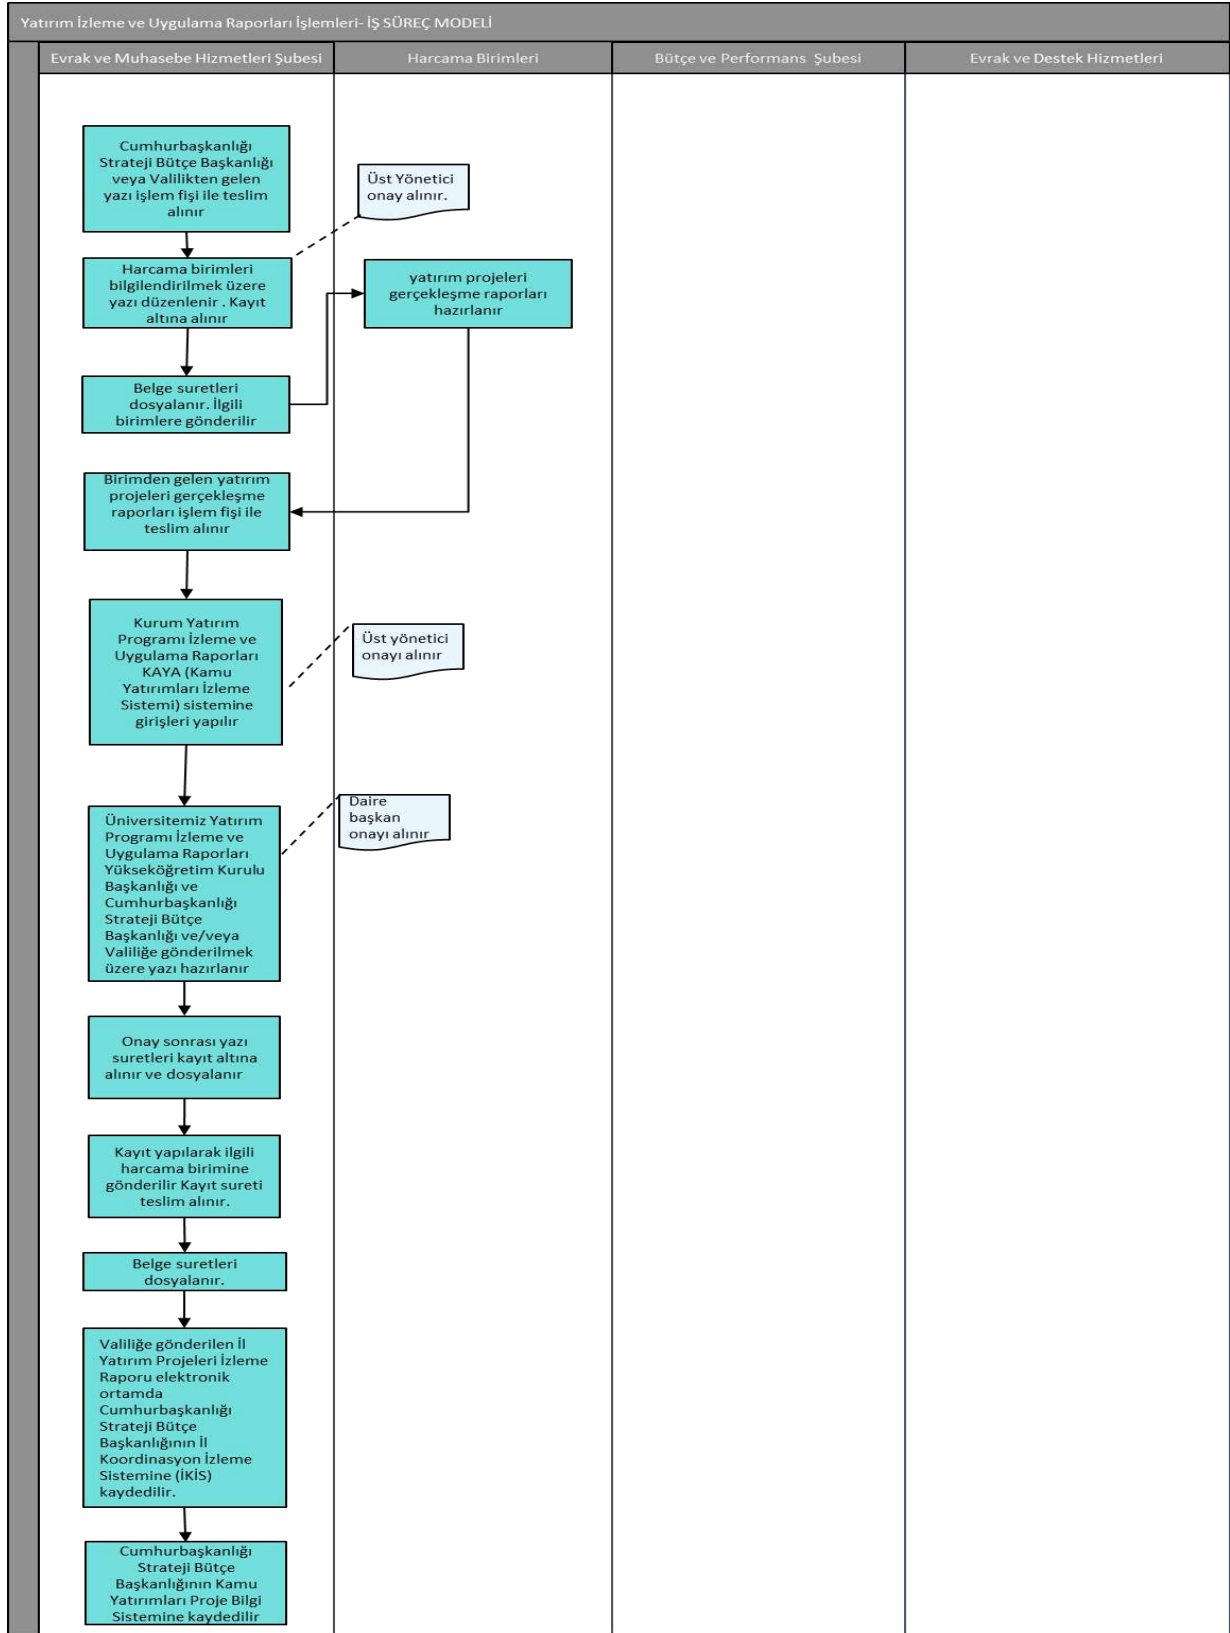 Yatırım İzleme ve Uygulama Raporları İşlemleri- İŞ SÜREÇ MODELİ
Evrak ve Muhasebe Hizmetleri Şubesi
Harcama Birimleri
Bütçe ve Performans Şubesi
Evrak ve Destek Hizmetleri
Cumhurbaşkanlığı
Strateji Bütçe Başkanlığı
veya Valilikten gelen
yazı işlem fişi ile teslim
alınır
Üst Yönetici
onay alınır.
Harcama birimleri
bilgilendirilmek üzere
yazı düzenlenir . Kayıt
altına alınır
yatırım projeleri
gerçekleşme raporları
hazırlanır
Belge suretleri
dosyalanır. İlgili
birimlere gönderilir
Birimden gelen yatırım
projeleri gerçekleşme
raporları işlem fişi ile
teslim alınır
Kurum Yatırım
Programı İzleme ve
Uygulama Raporları
KAYA (Kamu
Yatırımları İzleme
Sistemi) sistemine
girişleri yapılır
Üst yönetici
onayı alınır
Daire
başkan
onayı alınır
Üniversitemiz Yatırım
Programı İzleme ve
Uygulama Raporları
Yükseköğretim Kurulu
Başkanlığı ve
Cumhurbaşkanlığı
Strateji Bütçe
Başkanlığı ve/veya
Valiliğe gönderilmek
üzere yazı hazırlanır
Onay sonrası yazı
suretleri kayıt altına
alınır ve dosyalanır
Kayıt yapılarak ilgili
harcama birimine
gönderilir Kayıt sureti
teslim alınır.
Belge suretleri
dosyalanır.
Valiliğe gönderilen İl
Yatırım Projeleri İzleme
Raporu elektronik
ortamda
Cumhurbaşkanlığı
Strateji Bütçe
Başkanlığının İl
Koordinasyon İzleme
Sistemine (İKİS)
kaydedilir.
Cumhurbaşkanlığı
Strateji Bütçe
Başkanlığının Kamu
Yatırımları Proje Bilgi
Sistemine kaydedilir